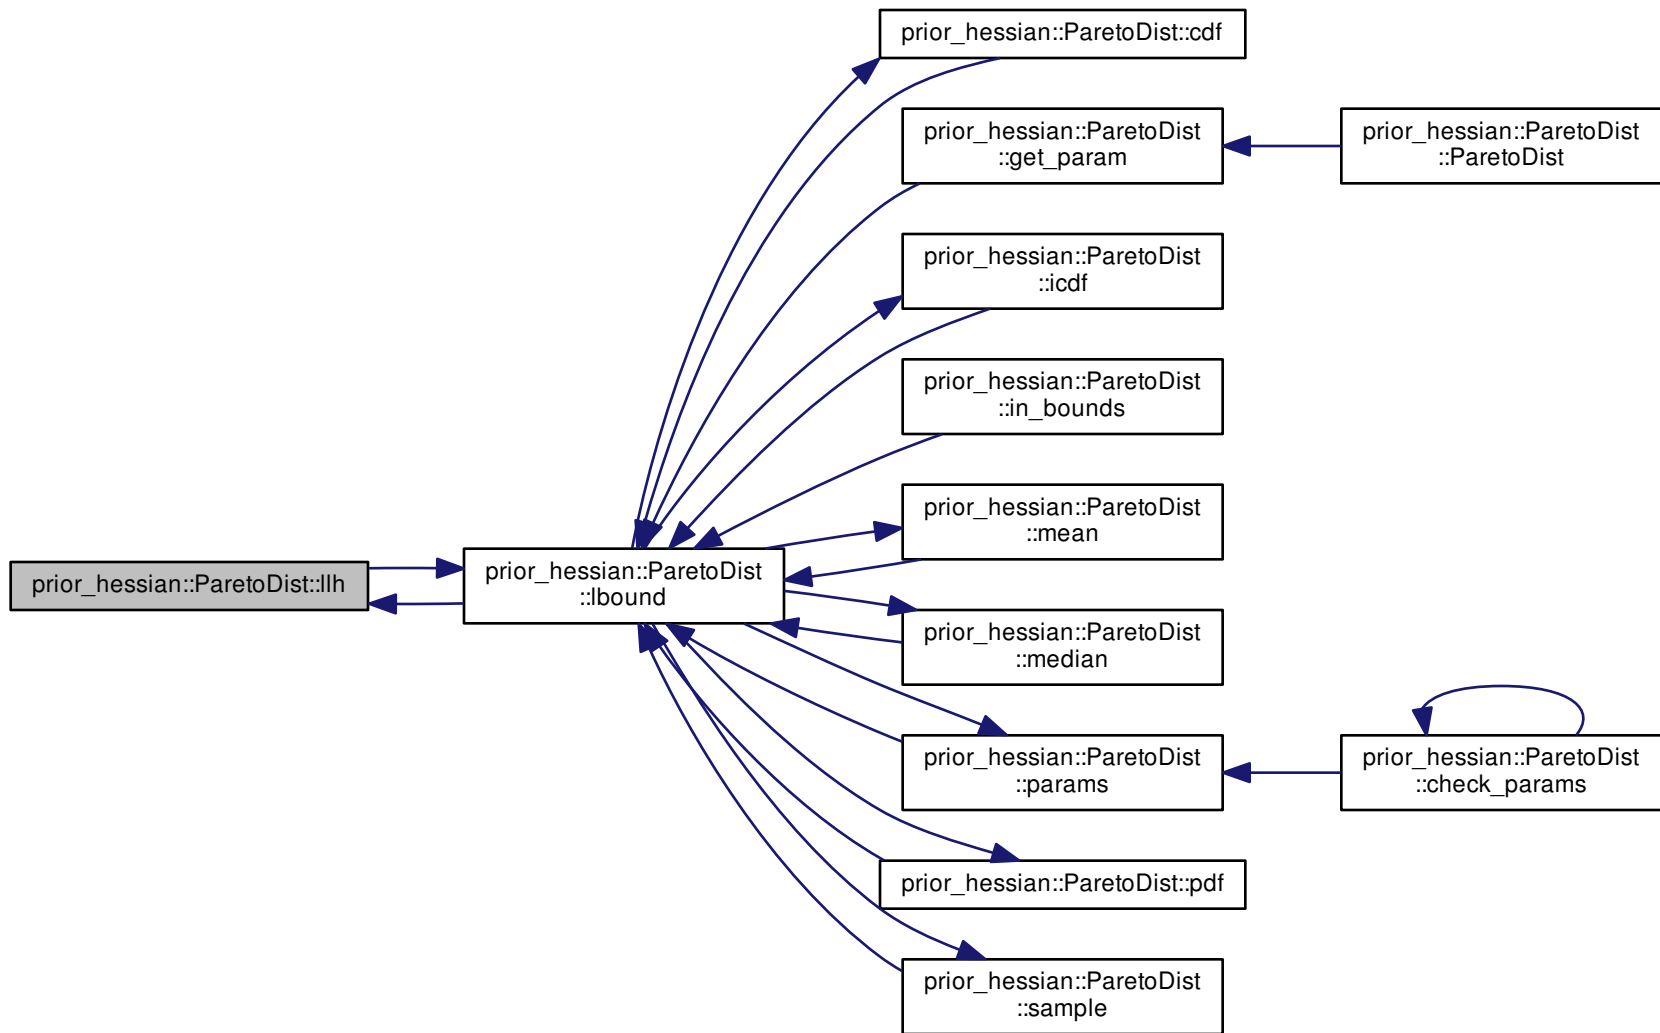 prior_hessian::ParetoDist::cdf
prior_hessian::ParetoDist
::get_param
prior_hessian::ParetoDist
::ParetoDist
prior_hessian::ParetoDist
::icdf
prior_hessian::ParetoDist
::in_bounds
prior_hessian::ParetoDist
::mean
prior_hessian::ParetoDist::llh
prior_hessian::ParetoDist
::lbound
prior_hessian::ParetoDist
::median
prior_hessian::ParetoDist
::params
prior_hessian::ParetoDist
::check_params
prior_hessian::ParetoDist::pdf
prior_hessian::ParetoDist
::sample